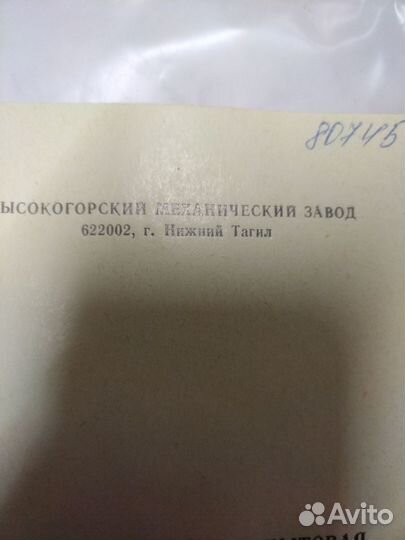 80745
ЫСОКОГОРСКИЙ МЕХАНИЧЕСКИЙ ЗАВОД
622002, г. Нижний Тагил
Avito